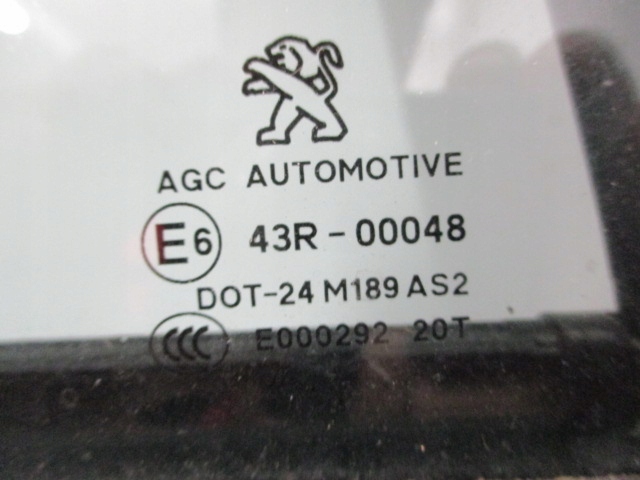 AGC AUTOMOTIVE
E6 43R-00048
DOT-24 M189 AS2
CCC E000292 20T